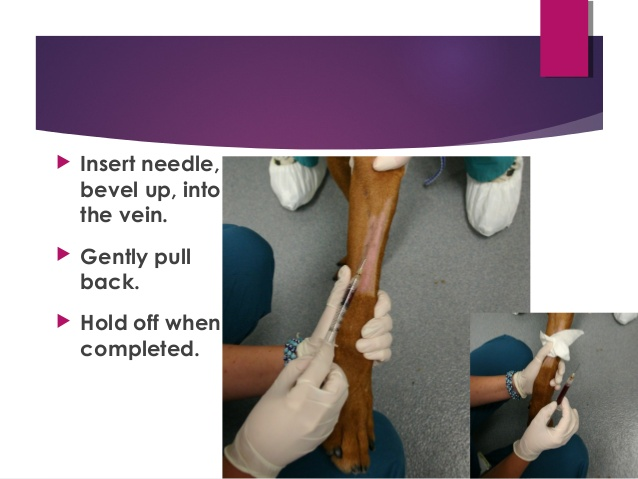 Insert needle,
bevel up, into
the vein.
Gently pull
back.
Hold off when
completed.